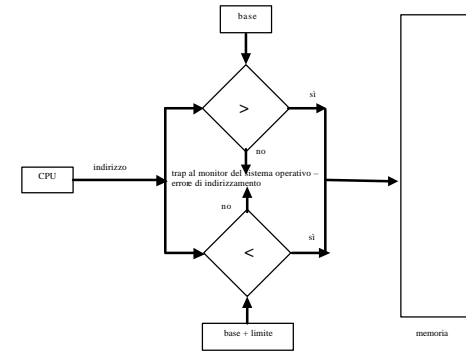 base
>
sì
no
indirizzo
CPU
trap al monitor del sistema operativo –
errore di indirizzamento
no
sì
<
base + limite
memoria